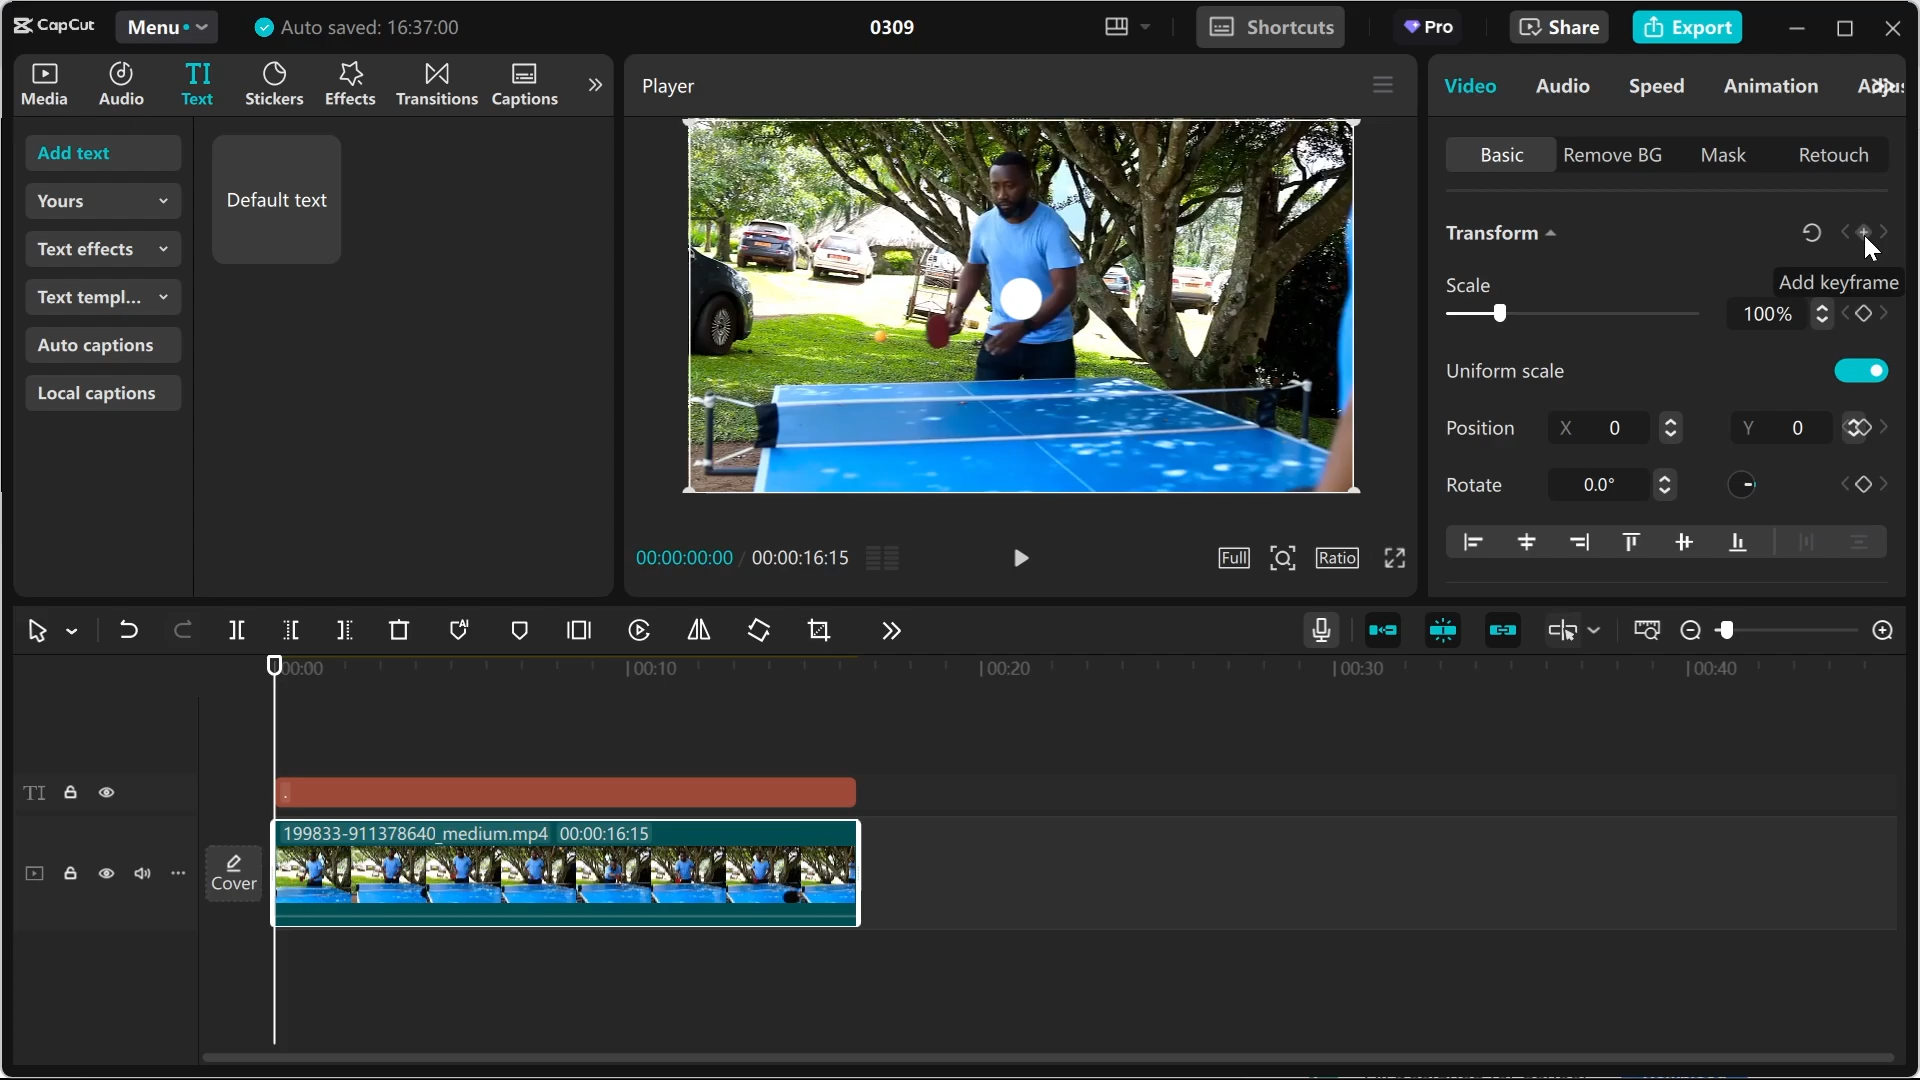 CapCut Menu Auto saved: 16:37:00 0309 Shortcuts Pro Share Export
Media Audio TI Text Stickers Effects Transitions Captions
Player
Video Audio Speed Animation
Add text
Yours
Text effects
Text templ...
Auto captions
Local captions
Default text
Basic Remove BG Mask Retouch
Transform
Add keyframe
Scale
100%
Uniform scale
Position X 0 Y 0
Rotate 0.0°
00:00:00:00 / 00:00:16:15 Full Ratio
AI
00:00 00:10 00:20 00:30 00:40
TI .
199833-911378640_medium.mp4 00:00:16:15
Cover